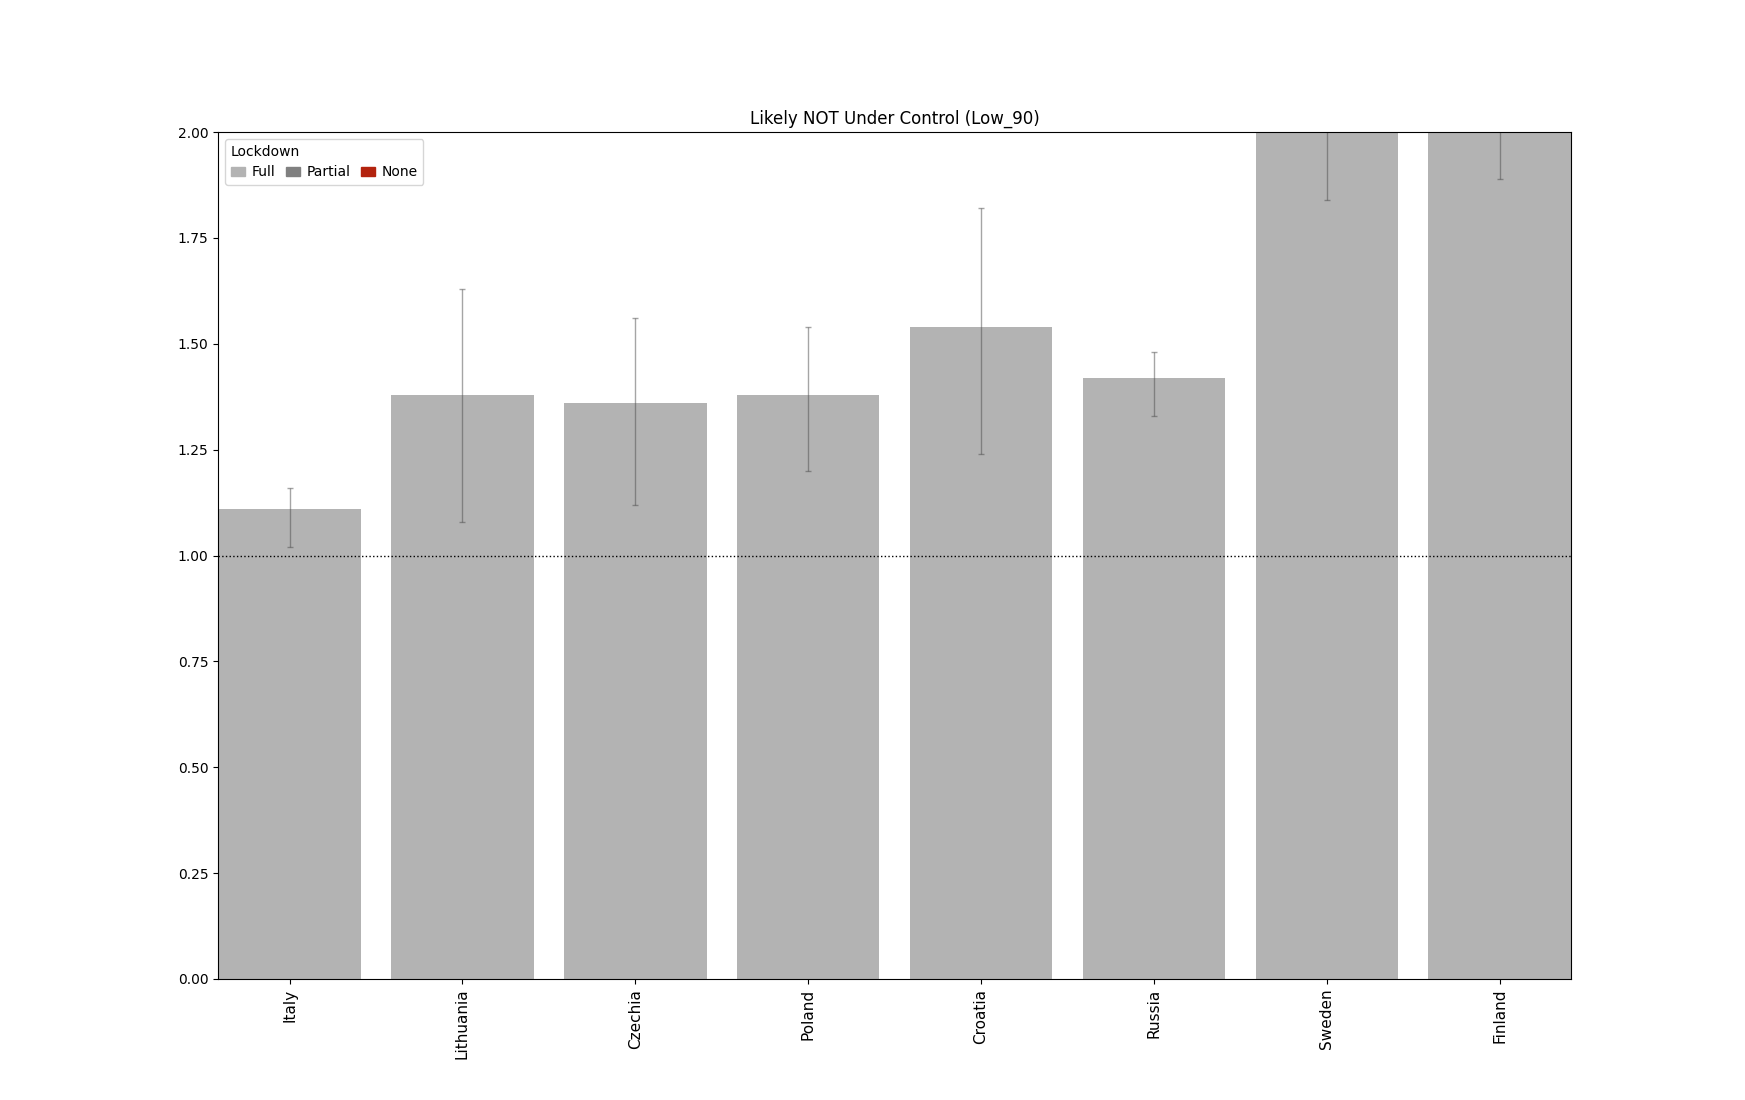 Likely NOT Under Control (Low_90)
2.00
1.75
1.50
1.25
1.00
0.75
0.50
0.25
0.00
Lockdown
Full Partial None
Italy
Lithuania
Czechia
Poland
Croatia
Russia
Sweden
Finland